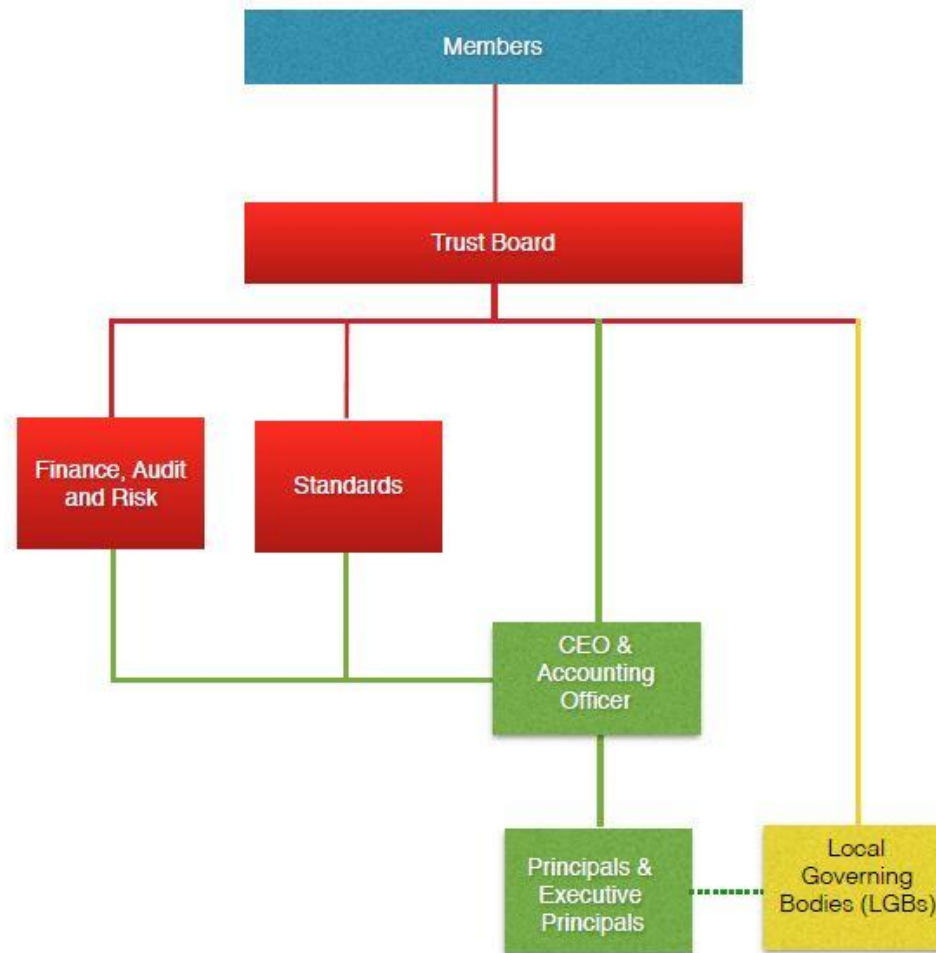 Members
Trust Board
Finance, Audit
and Risk
Standards
CEO &
Accounting
Officer
Principals &
Executive
Principals
Local
Governing
Bodies (LGBs)